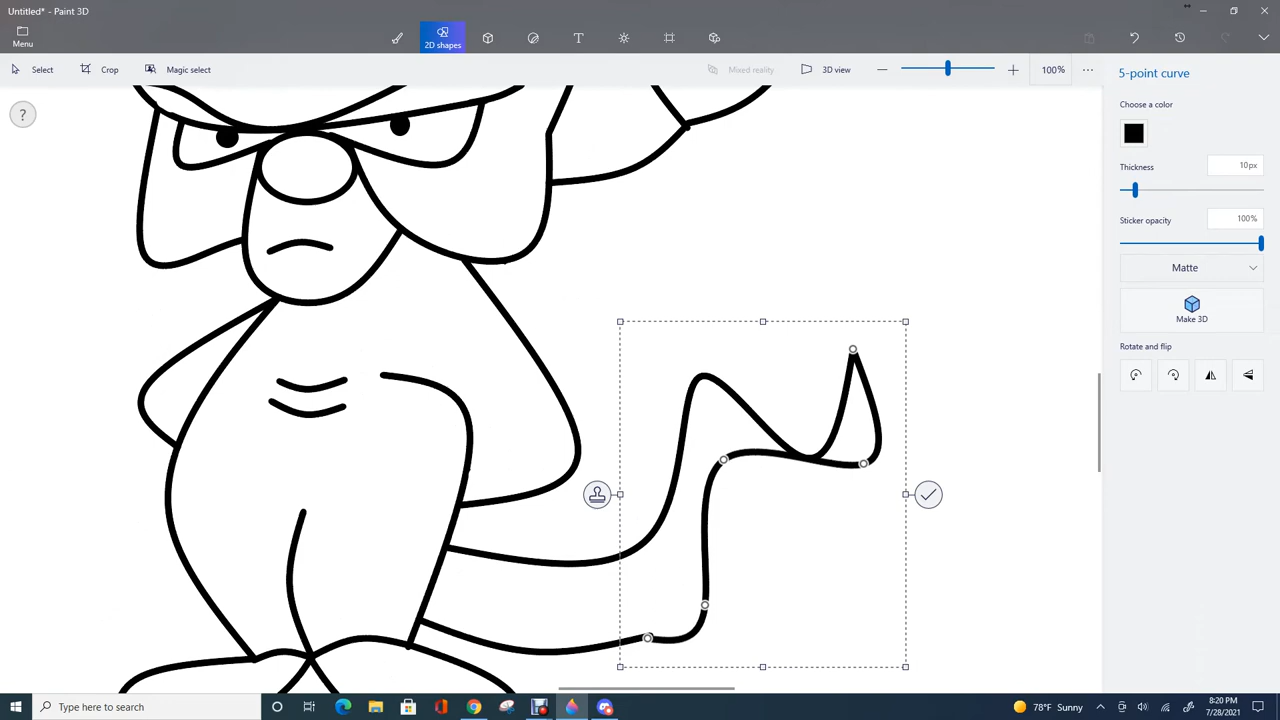 Untitled* - Paint 3D
Menu
2D shapes
Select
Crop
Magic select
Mixed reality
3D view
100%
5-point curve
?
Choose a color
Thickness
10px
Sticker opacity
100%
Matte
Make 3D
Rotate and flip
Type here to search
78°F Sunny
8:20 PM
7/28/2021